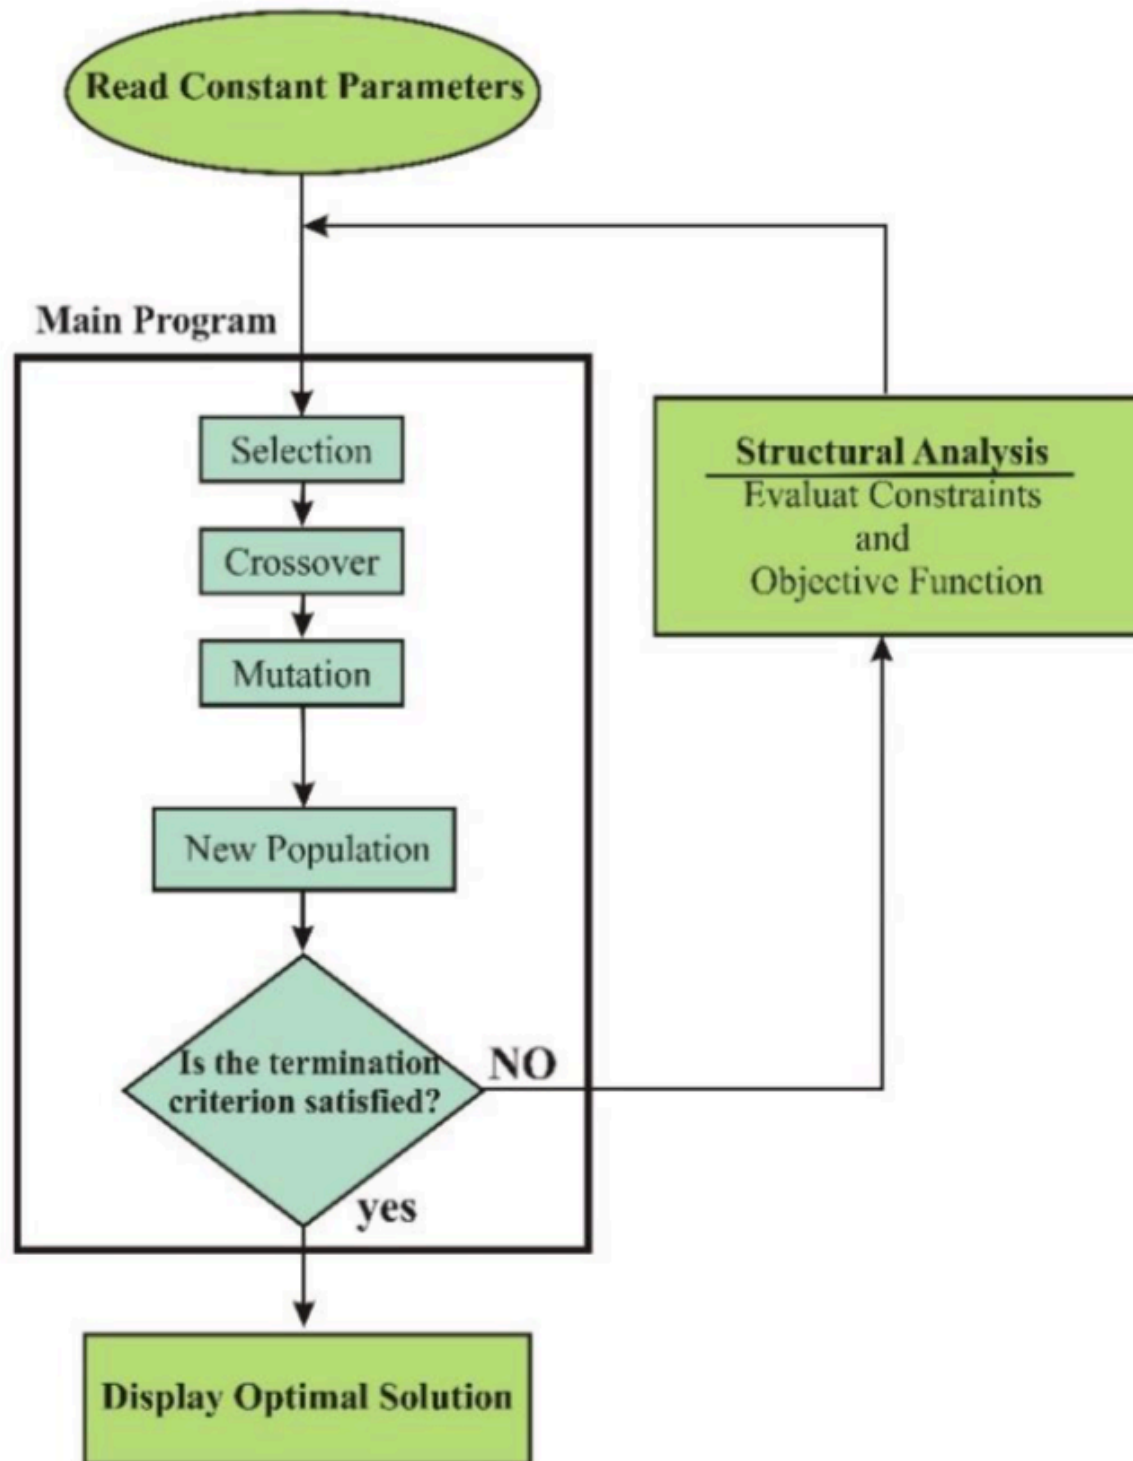 Read Constant Parameters
Main Program
Selection
Crossover
Mutation
New Population
Is the termination
criterion satisfied?
NO
yes
Display Optimal Solution
Structural Analysis
Evaluat Constraints
and
Objective Function